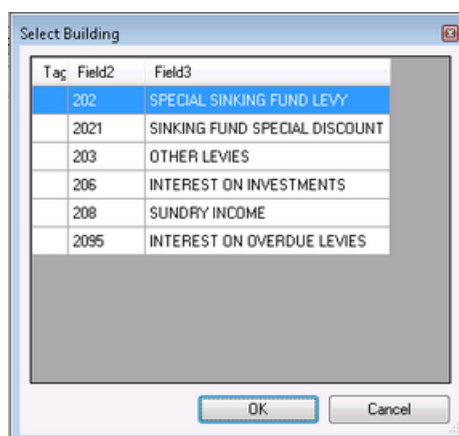 Select Building
Tag Field2 Field3
202 SPECIAL SINKING FUND LEVY
2021 SINKING FUND SPECIAL DISCOUNT
203 OTHER LEVIES
206 INTEREST ON INVESTMENTS
208 SUNDRY INCOME
2095 INTEREST ON OVERDUE LEVIES
OK Cancel